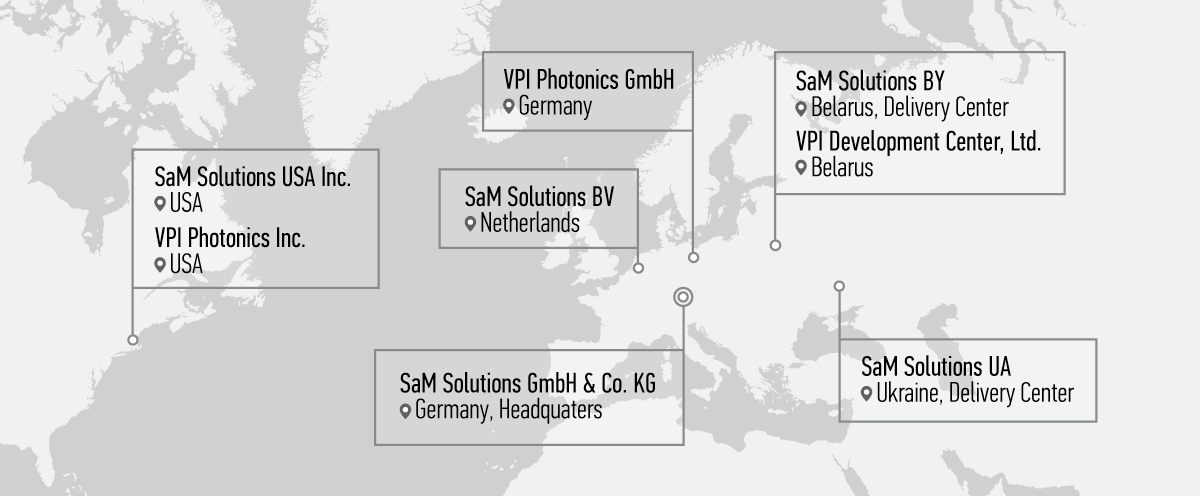 VPI Photonics GmbH
Germany
SaM Solutions BY
Belarus, Delivery Center
VPI Development Center, Ltd.
Belarus
SaM Solutions USA Inc.
USA
VPI Photonics Inc.
USA
SaM Solutions BV
Netherlands
SaM Solutions GmbH & Co. KG
Germany, Headquaters
SaM Solutions UA
Ukraine, Delivery Center